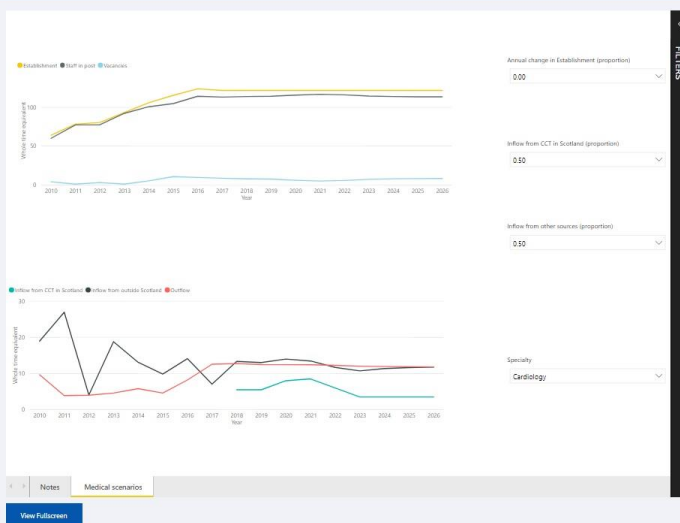 FILTERS
Establishment Staff in post Vacancies
Whole time equivalent
100
50
0
2010 2011 2012 2013 2014 2015 2016 2017 2018 2019 2020 2021 2022 2023 2024 2025 2026
Year
Annual change in Establishment (proportion)
0.00
Inflow from CCT in Scotland (proportion)
0.50
Inflow from other sources (proportion)
0.50
Inflow from CCT in Scotland Inflow from outside Scotland Outflow
Whole time equivalent
30
20
10
0
2010 2011 2012 2013 2014 2015 2016 2017 2018 2019 2020 2021 2022 2023 2024 2025 2026
Year
Specialty
Cardiology
Notes Medical scenarios
View Fullscreen